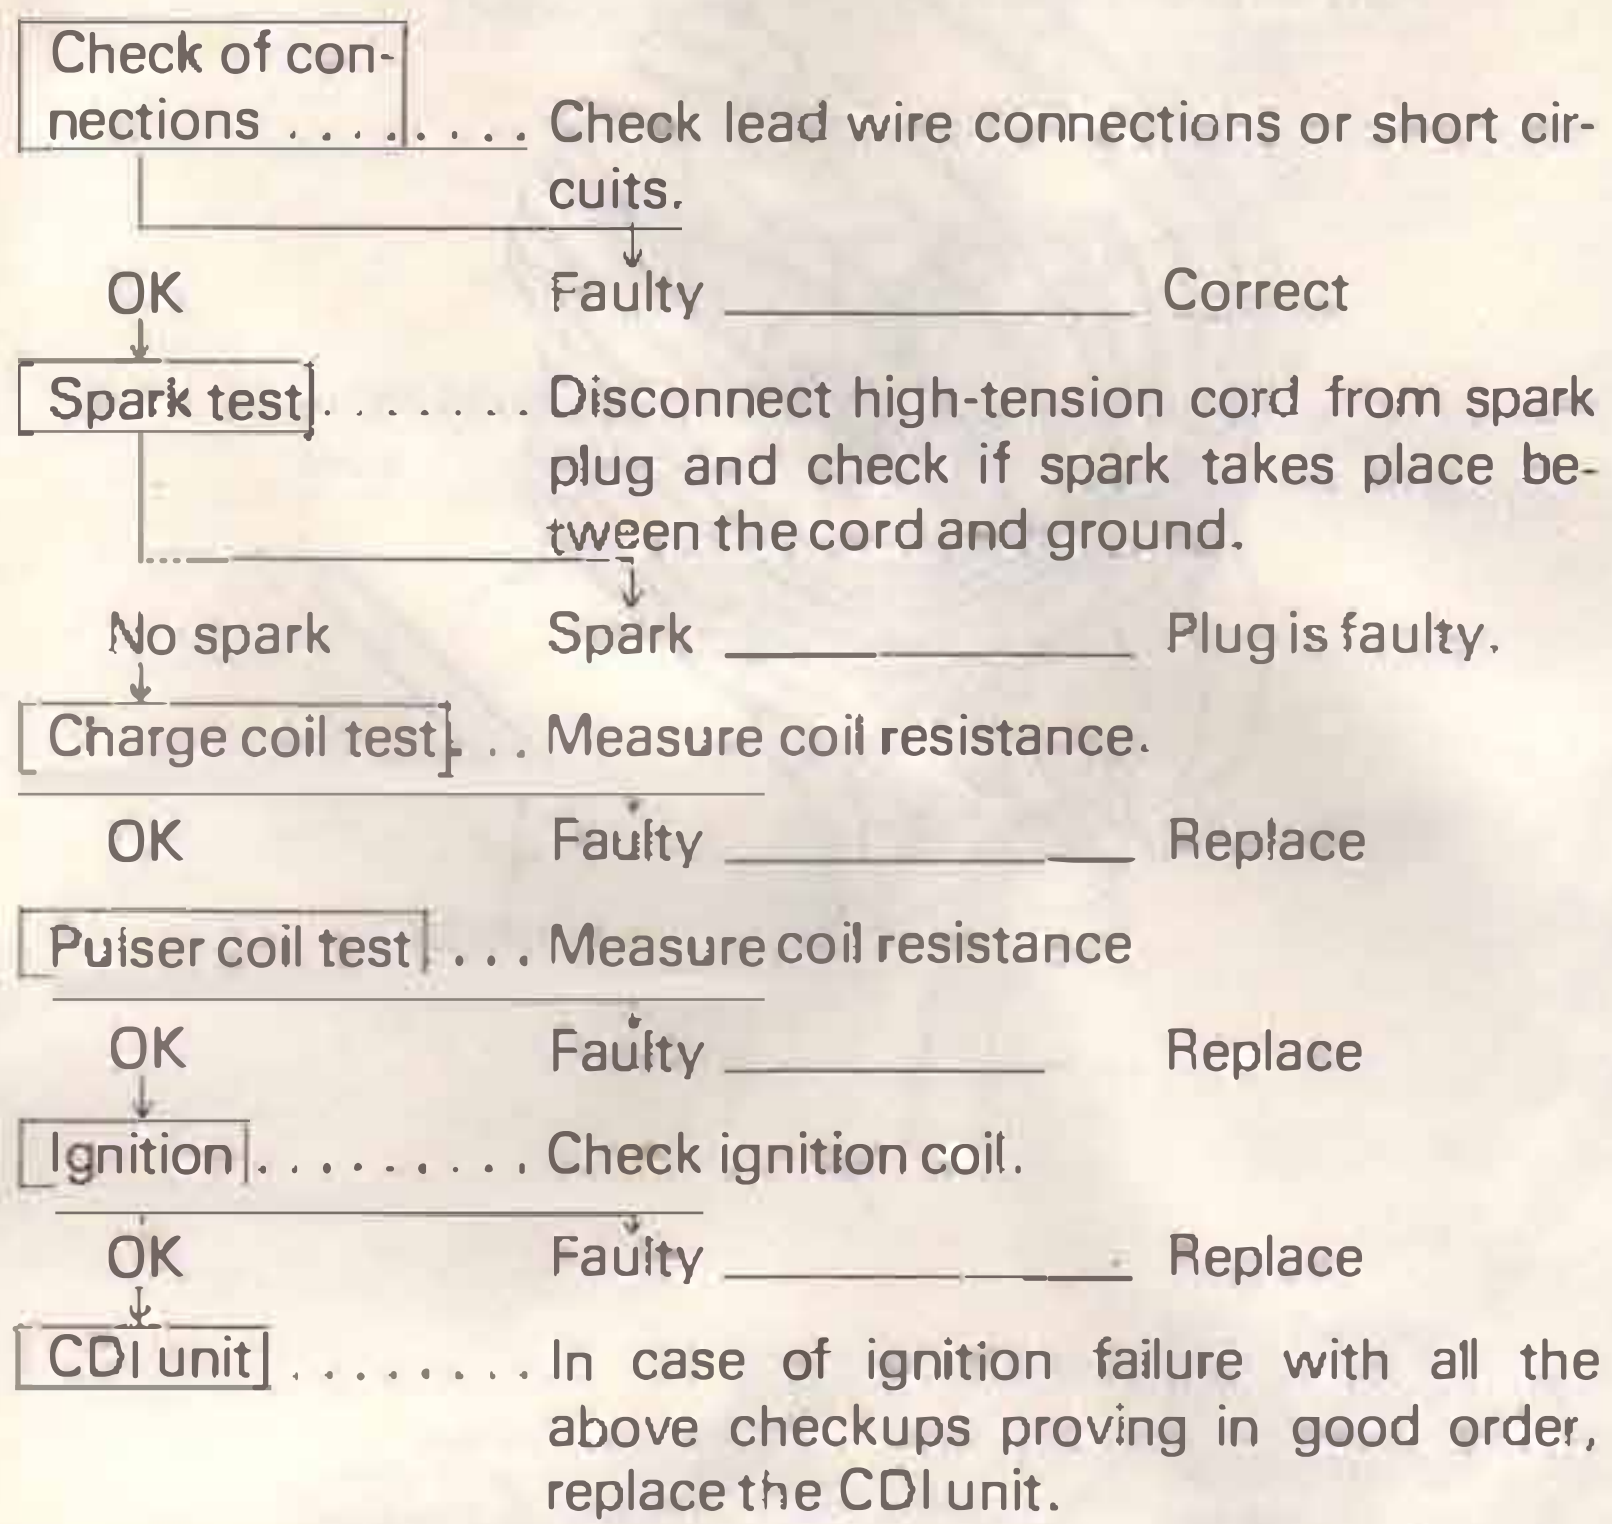 Check of con-
nections ........ Check lead wire connections or short cir-
cuits.
OK Faulty Correct
Spark test ....... Disconnect high-tension cord from spark
plug and check if spark takes place be-
tween the cord and ground.
No spark Spark Plug is faulty.
Charge coil test ... Measure coil resistance.
OK Faulty Replace
Pulser coil test ... Measure coil resistance
OK Faulty Replace
Ignition ......... Check ignition coil.
OK Faulty Replace
CDI unit ........ In case of ignition failure with all the
above checkups proving in good order,
replace the CDI unit.